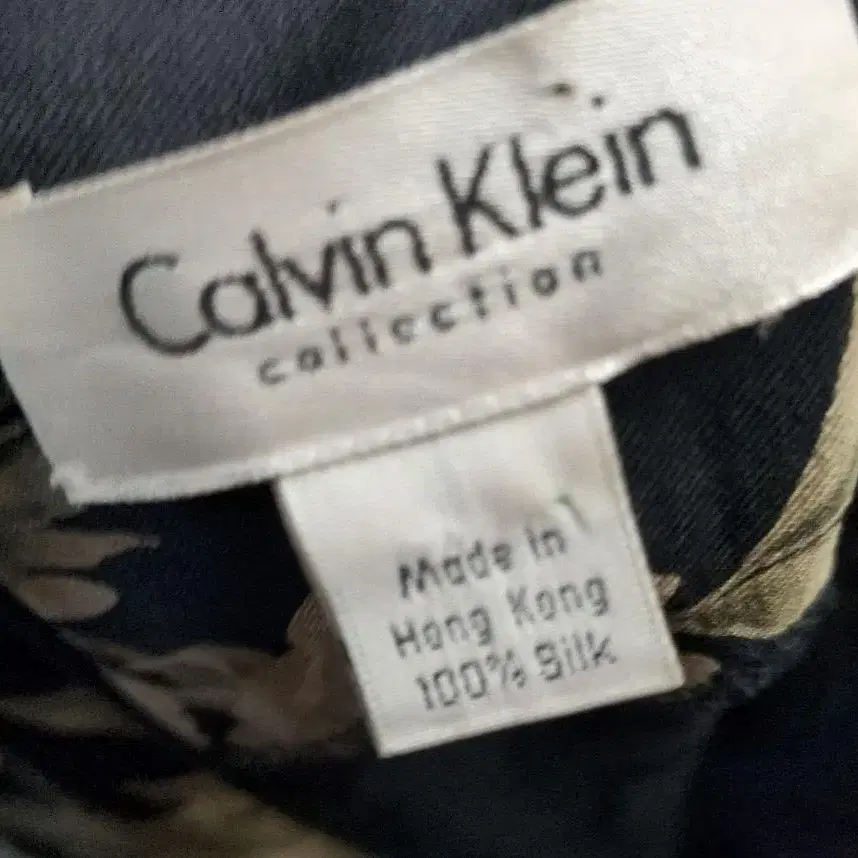 Calvin Klein
collection
Made in
Hong Kong
100% Silk